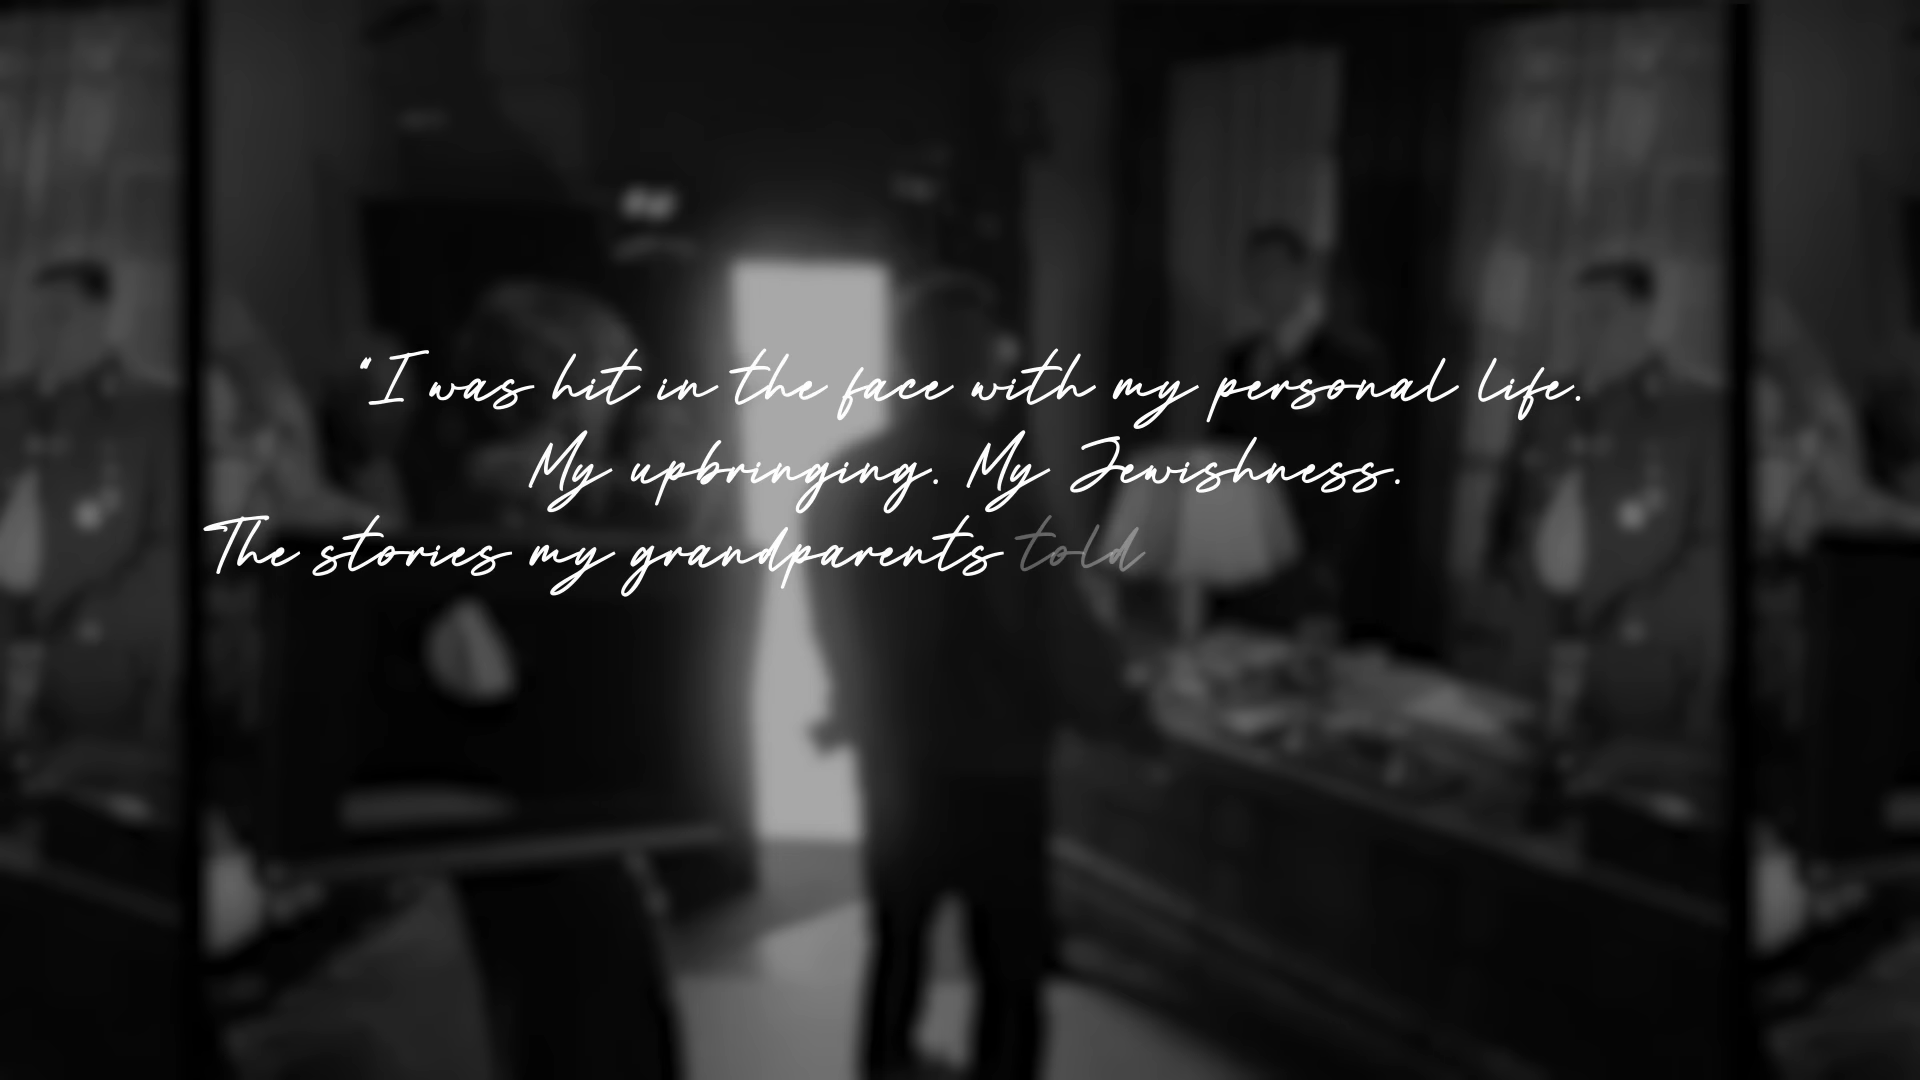 "I was hit in the face with my personal life.
My upbringing. My Jewishness.
The stories my grandparents told